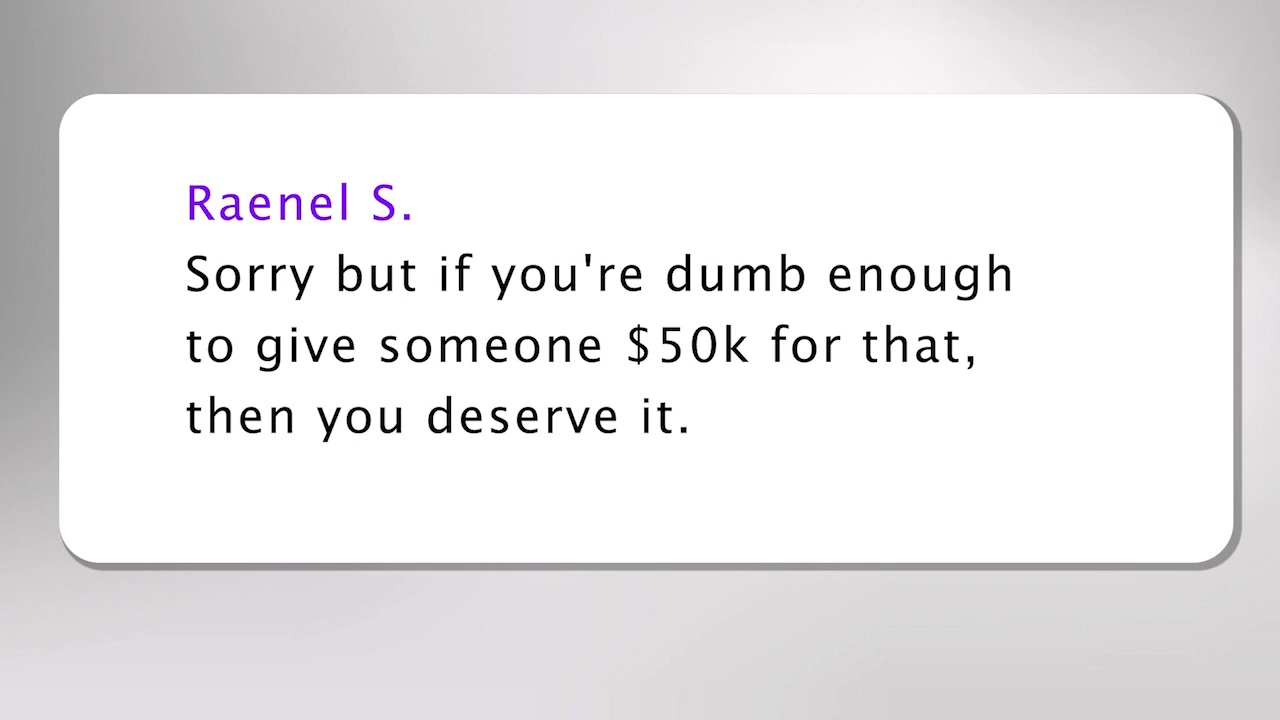 Raenel S.
Sorry but if you're dumb enough
to give someone $50k for that,
then you deserve it.